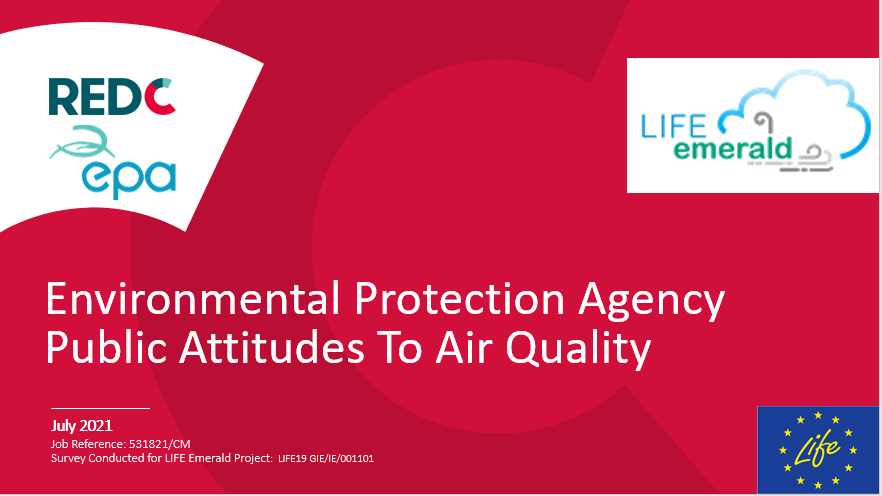 REDC
epa
LIFE
emerald
Environmental Protection Agency
Public Attitudes To Air Quality
July 2021
Job Reference: 531821/CM
Survey Conducted for LIFE Emerald Project: LIFE19 GIE/IE/001101
Life